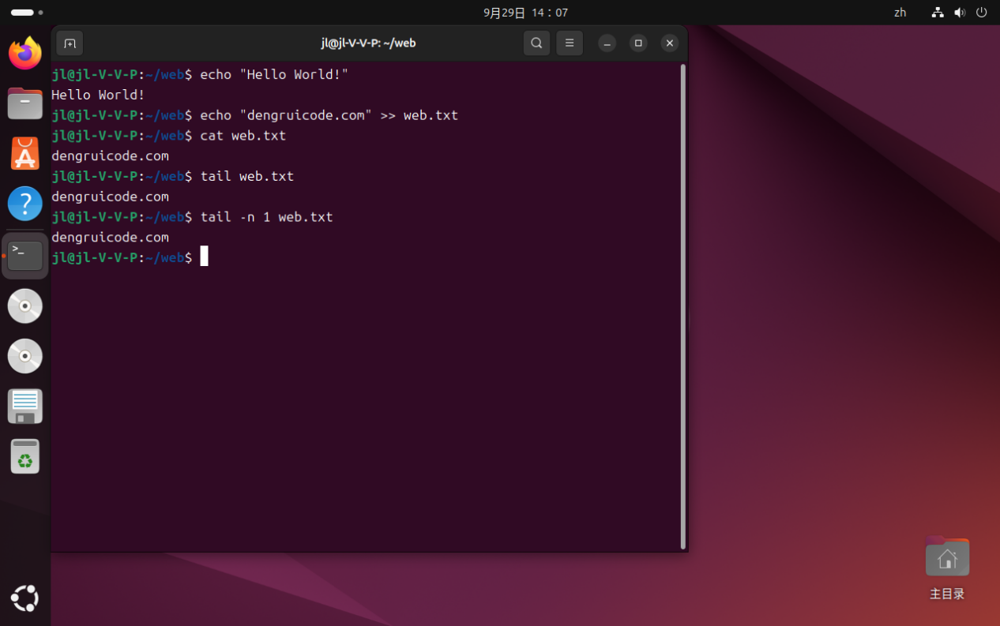 9月29日 14：07
zh
jl@jl-V-V-P: ~/web
jl@jl-V-V-P:~/web$ echo "Hello World!"
Hello World!
jl@jl-V-V-P:~/web$ echo "dengruicode.com" >> web.txt
jl@jl-V-V-P:~/web$ cat web.txt
dengruicode.com
jl@jl-V-V-P:~/web$ tail web.txt
dengruicode.com
jl@jl-V-V-P:~/web$ tail -n 1 web.txt
dengruicode.com
jl@jl-V-V-P:~/web$
主目录